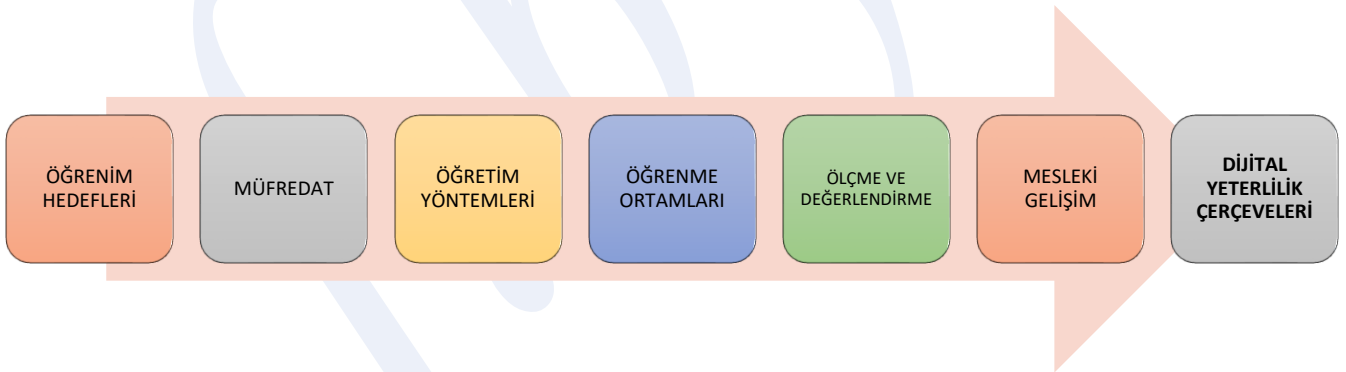 ÖĞRENİM
HEDEFLERİ
MÜFREDAT
ÖĞRETİM
YÖNTEMLERİ
ÖĞRENME
ORTAMLARI
ÖLÇME VE
DEĞERLENDİRME
MESLEKİ
GELİŞİM
DİJİTAL
YETERLİLİK
ÇERÇEVELERİ